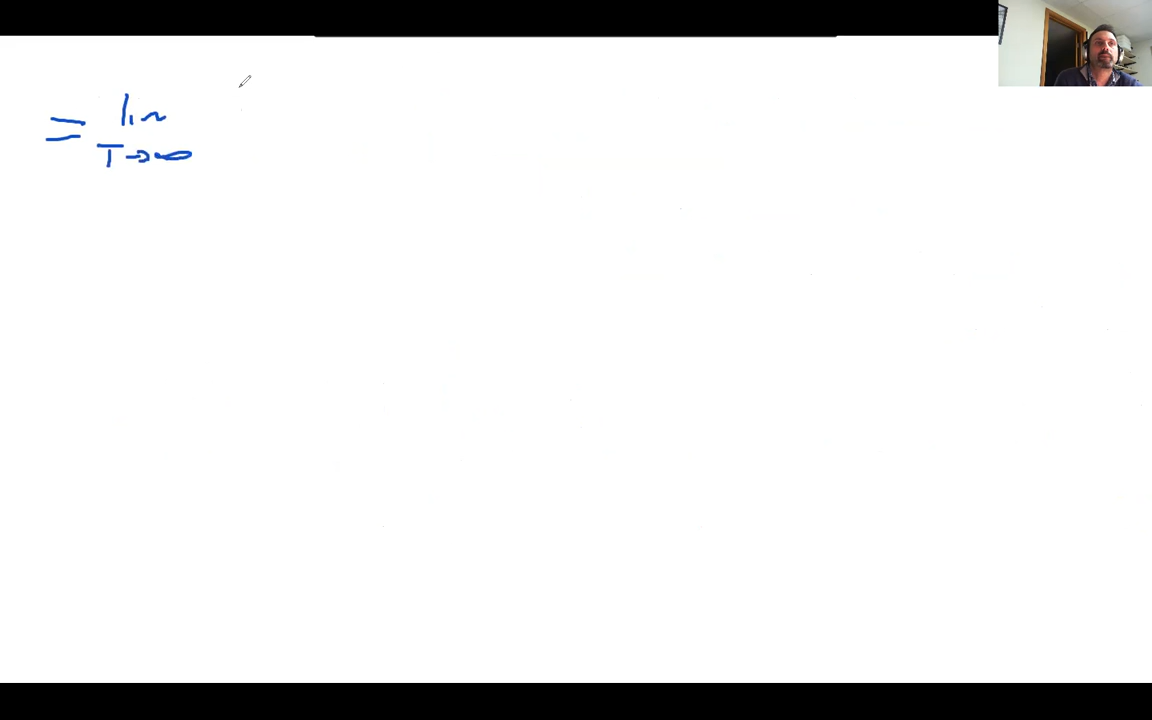 = lim
T→∞